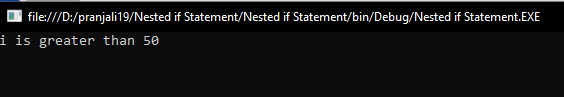 file:///D:/pranjali19/Nested if Statement/Nested if Statement/bin/Debug/Nested if Statement.EXE
i is greater than 50